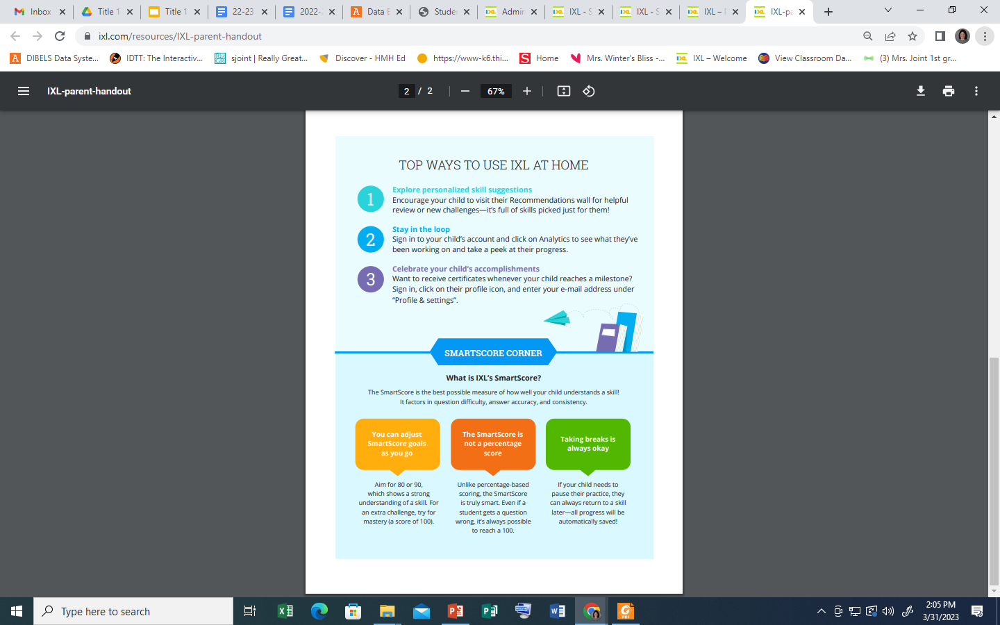 Inbox
Title 1
Title 1
22-23
2022-
Data E
Stude
Admin
IXL - S
IXL - S
IXL – F
IXL-pa
ixl.com/resources/IXL-parent-handout
DIBELS Data Syste...
IDTT: The Interactiv...
sjoint | Really Great...
Discover - HMH Ed
https://www-k6.thi...
Home
Mrs. Winter's Bliss -...
IXL – Welcome
View Classroom Da...
(3) Mrs. Joint 1st gr...
IXL-parent-handout
2 / 2
67%
TOP WAYS TO USE IXL AT HOME
1
Explore personalized skill suggestions
Encourage your child to visit their Recommendations wall for helpful
review or new challenges—it's full of skills picked just for them!
2
Stay in the loop
Sign in to your child's account and click on Analytics to see what they've
been working on and take a peek at their progress.
3
Celebrate your child's accomplishments
Want to receive certificates whenever your child reaches a milestone?
Sign in, click on their profile icon, and enter your e-mail address under
“Profile & settings”.
SMARTSCORE CORNER
What is IXL's SmartScore?
The SmartScore is the best possible measure of how well your child understands a skill!
It factors in question difficulty, answer accuracy, and consistency.
You can adjust
SmartScore goals
as you go
Aim for 80 or 90,
which shows a strong
understanding of a skill. For
an extra challenge, try for
mastery (a score of 100).
The SmartScore is
not a percentage
score
Unlike percentage-based
scoring, the SmartScore
is truly smart. Even if a
student gets a question
wrong, it's always possible
to reach a 100.
Taking breaks is
always okay
If your child needs to
pause their practice, they
can always return to a skill
later—all progress will be
automatically saved!
Type here to search
2:05 PM
3/31/2023